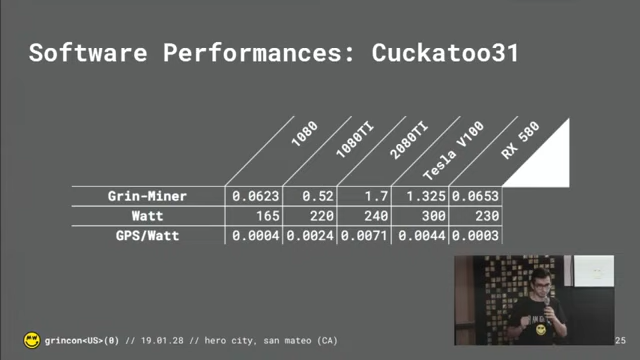 Software Performances: Cuckatoo31
1080 1080TI 2080TI Tesla V100 RX 580
Grin-Miner 0.0623 0.52 1.7 1.325 0.0653
Watt 165 220 240 300 230
GPS/Watt 0.0004 0.0024 0.0071 0.0044 0.0003
grincon<US>(0) // 19.01.28 // hero city, san mateo (CA)
25